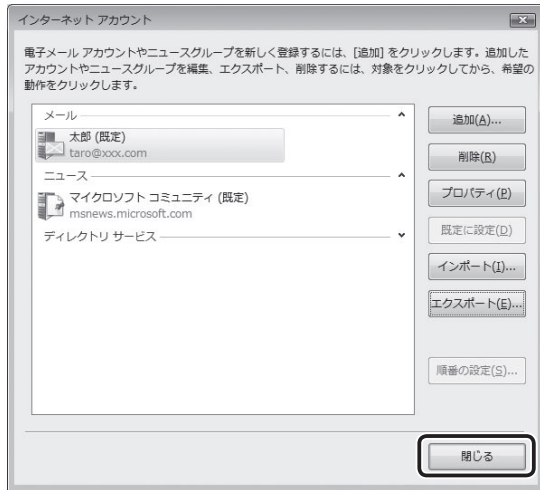 インターネット アカウント
電子メール アカウントやニュースグループを新しく登録するには、[追加] をクリックします。追加した
アカウントやニュースグループを編集、エクスポート、削除するには、対象をクリックしてから、希望の
動作をクリックします。
メール
太郎 (既定)
taro@xxx.com
ニュース
マイクロソフト コミュニティ (既定)
msnews.microsoft.com
ディレクトリ サービス
追加(A)...
削除(R)
プロパティ(P)
既定に設定(D)
インポート(I)...
エクスポート(E)...
順番の設定(S)...
閉じる